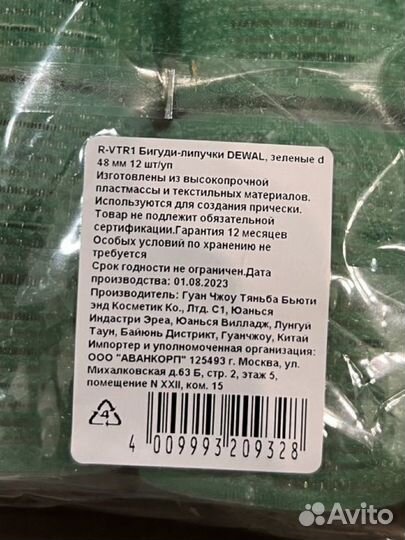 R-VTR1 Бигуди-липучки DEWAL, зеленые d
48 мм 12 шт/уп
Изготовлены из высокопрочной
пластмассы и текстильных материалов.
Используются для создания прически.
Товар не подлежит обязательной
сертификации.Гарантия 12 месяцев
Особых условий по хранению не
требуется
Срок годности не ограничен.Дата
производства: 01.08.2023
Производитель: Гуан Чжоу Тяньба Бьюти
энд Косметик Ко., Лтд. С1, Юанься
Индастри Эреа, Юанься Вилладж, Лунгуй
Таун, Байюнь Дистрикт, Гуанчжоу, Китай
Импортер и уполномоченная организация:
ООО "АВАНКОРП" 125493 г. Москва, ул.
Михалковская д.63 Б, стр. 2, этаж 5,
помещение N XXII, ком. 15
4
4 009993 209328
Avito